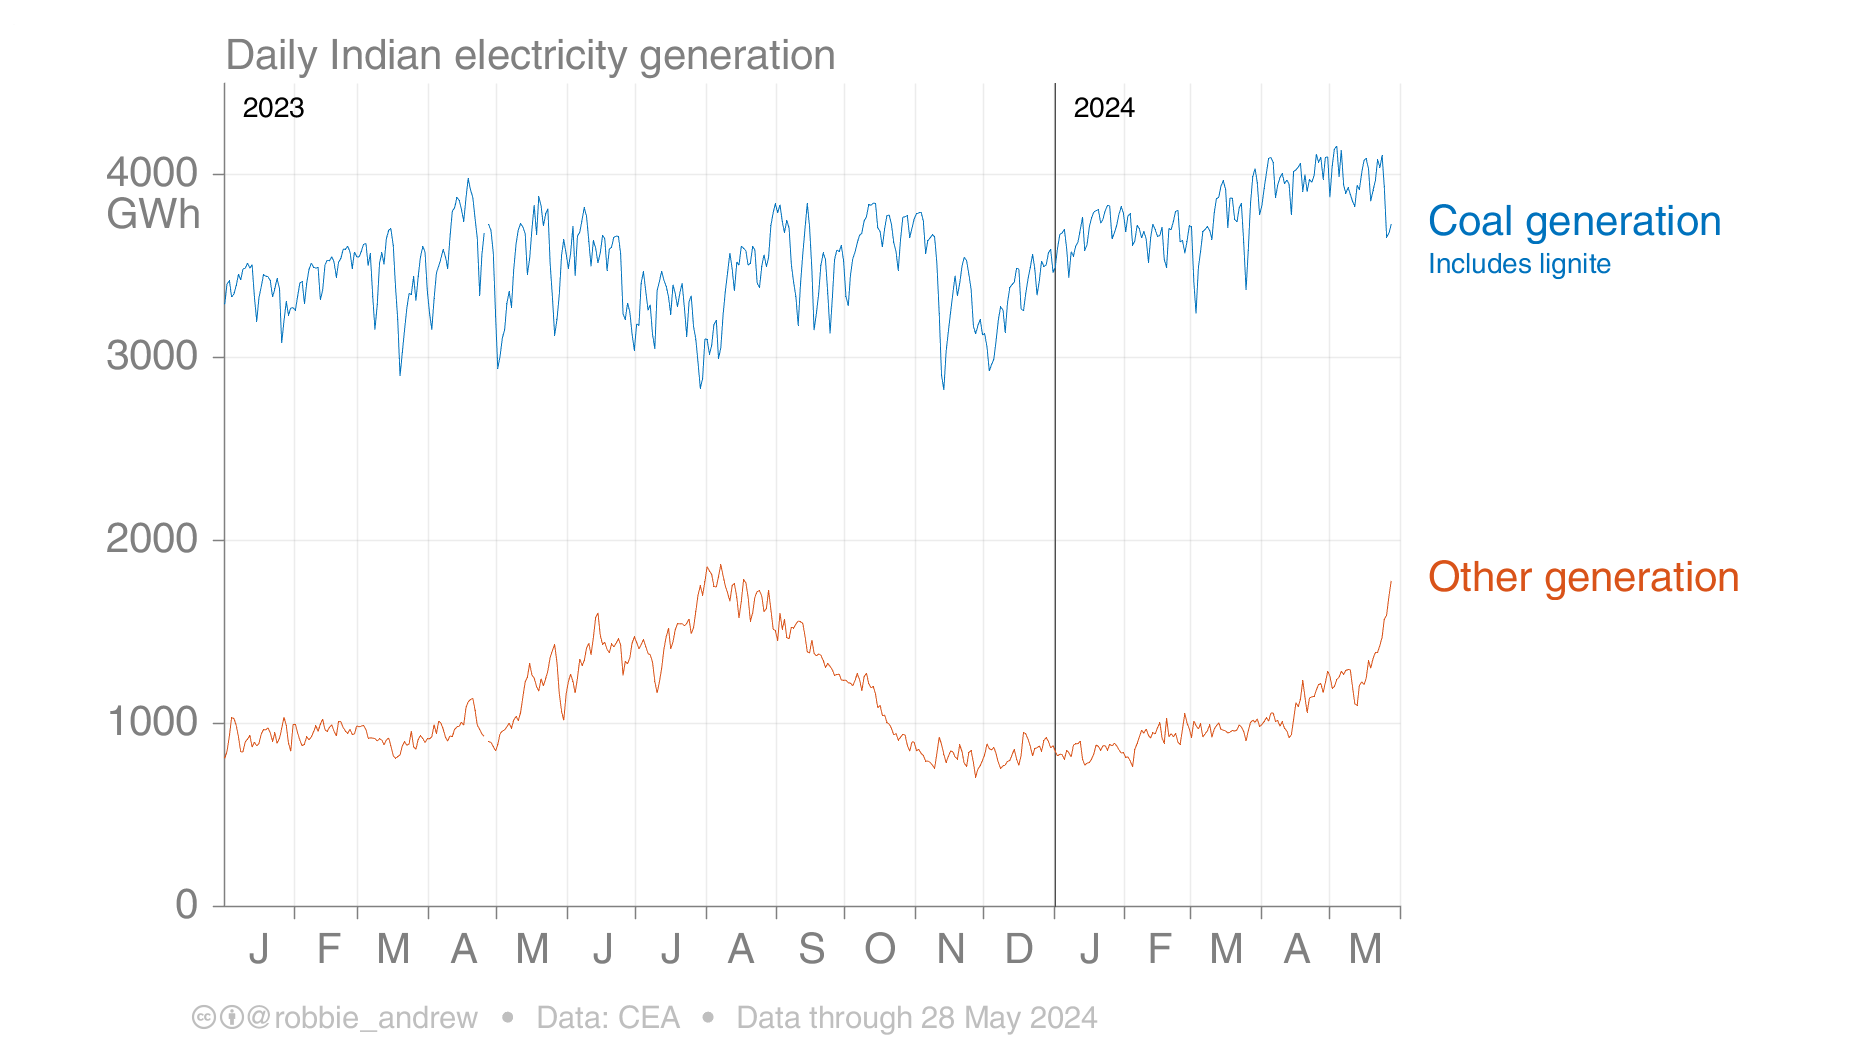 Daily Indian electricity generation
2023
2024
4000
GWh
3000
2000
1000
0
Coal generation
Includes lignite
Other generation
J F M A M J J A S O N D J F M A M
@robbie_andrew • Data: CEA • Data through 28 May 2024